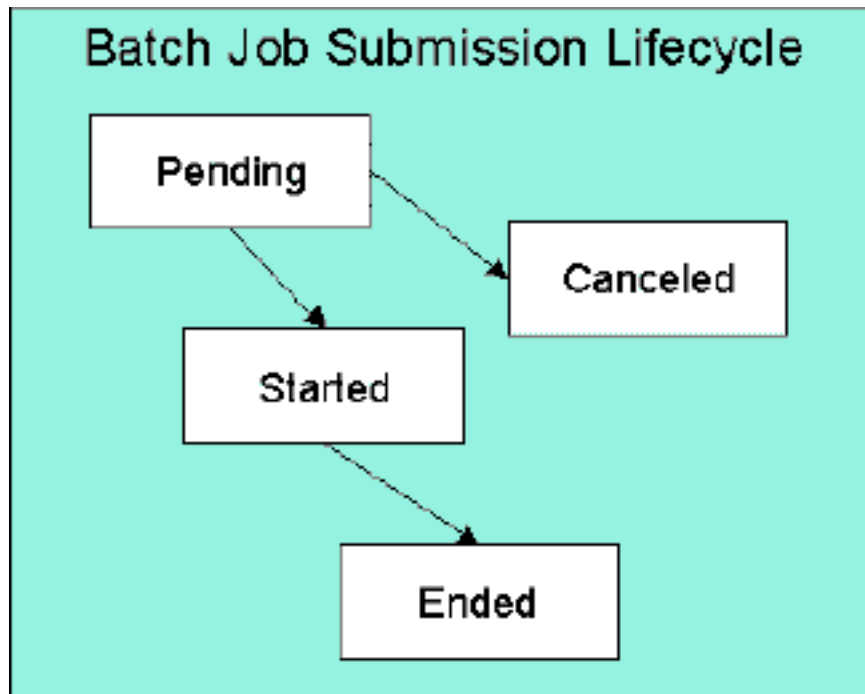 Batch Job Submission Lifecycle
Pending
Canceled
Started
Ended